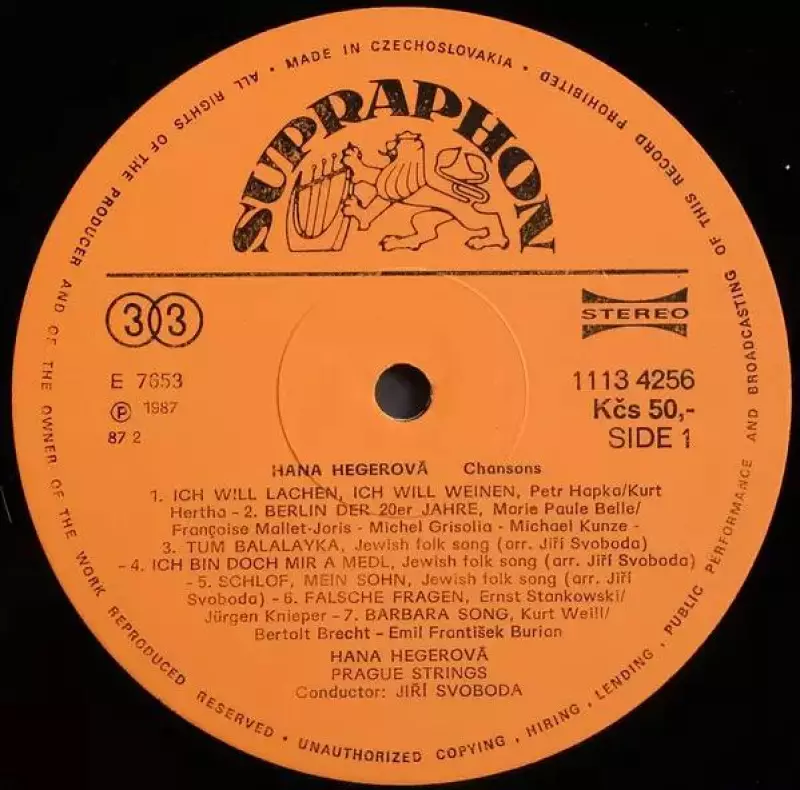 ALL RIGHTS OF THE PRODUCER AND OF THE OWNER OF THE WORK REPRODUCED RESERVED • UNAUTHORIZED COPYING, HIRING, LENDING, PUBLIC PERFORMANCE AND BROADCASTING OF THIS RECORD PROHIBITED • MADE IN CZECHOSLOVAKIA •
SUPRAPHON
33
STEREO
E 7653
1113 4256
Ⓟ 1987
Kčs 50,-
87 2
SIDE 1
HANA HEGEROVÁ Chansons
1. ICH WILL LACHEN, ICH WILL WEINEN, Petr Hapka/Kurt
Hertha - 2. BERLIN DER 20er JAHRE, Marie Paule Belle/
Françoise Mallet-Joris - Michel Grisolia - Michael Kunze -
3. TUM BALALAYKA, Jewish folk song (arr. Jiří Svoboda)
- 4. ICH BIN DOCH MIR A MEDL, Jewish folk song (arr. Jiří Svoboda)
- 5. SCHLOF, MEIN SOHN, Jewish folk song (arr. Jiří
Svoboda) - 6. FALSCHE FRAGEN, Ernst Stankowski/
Jürgen Knieper - 7. BARBARA SONG, Kurt Weill/
Bertolt Brecht - Emil František Burian
HANA HEGEROVÁ
PRAGUE STRINGS
Conductor: JIŘÍ SVOBODA